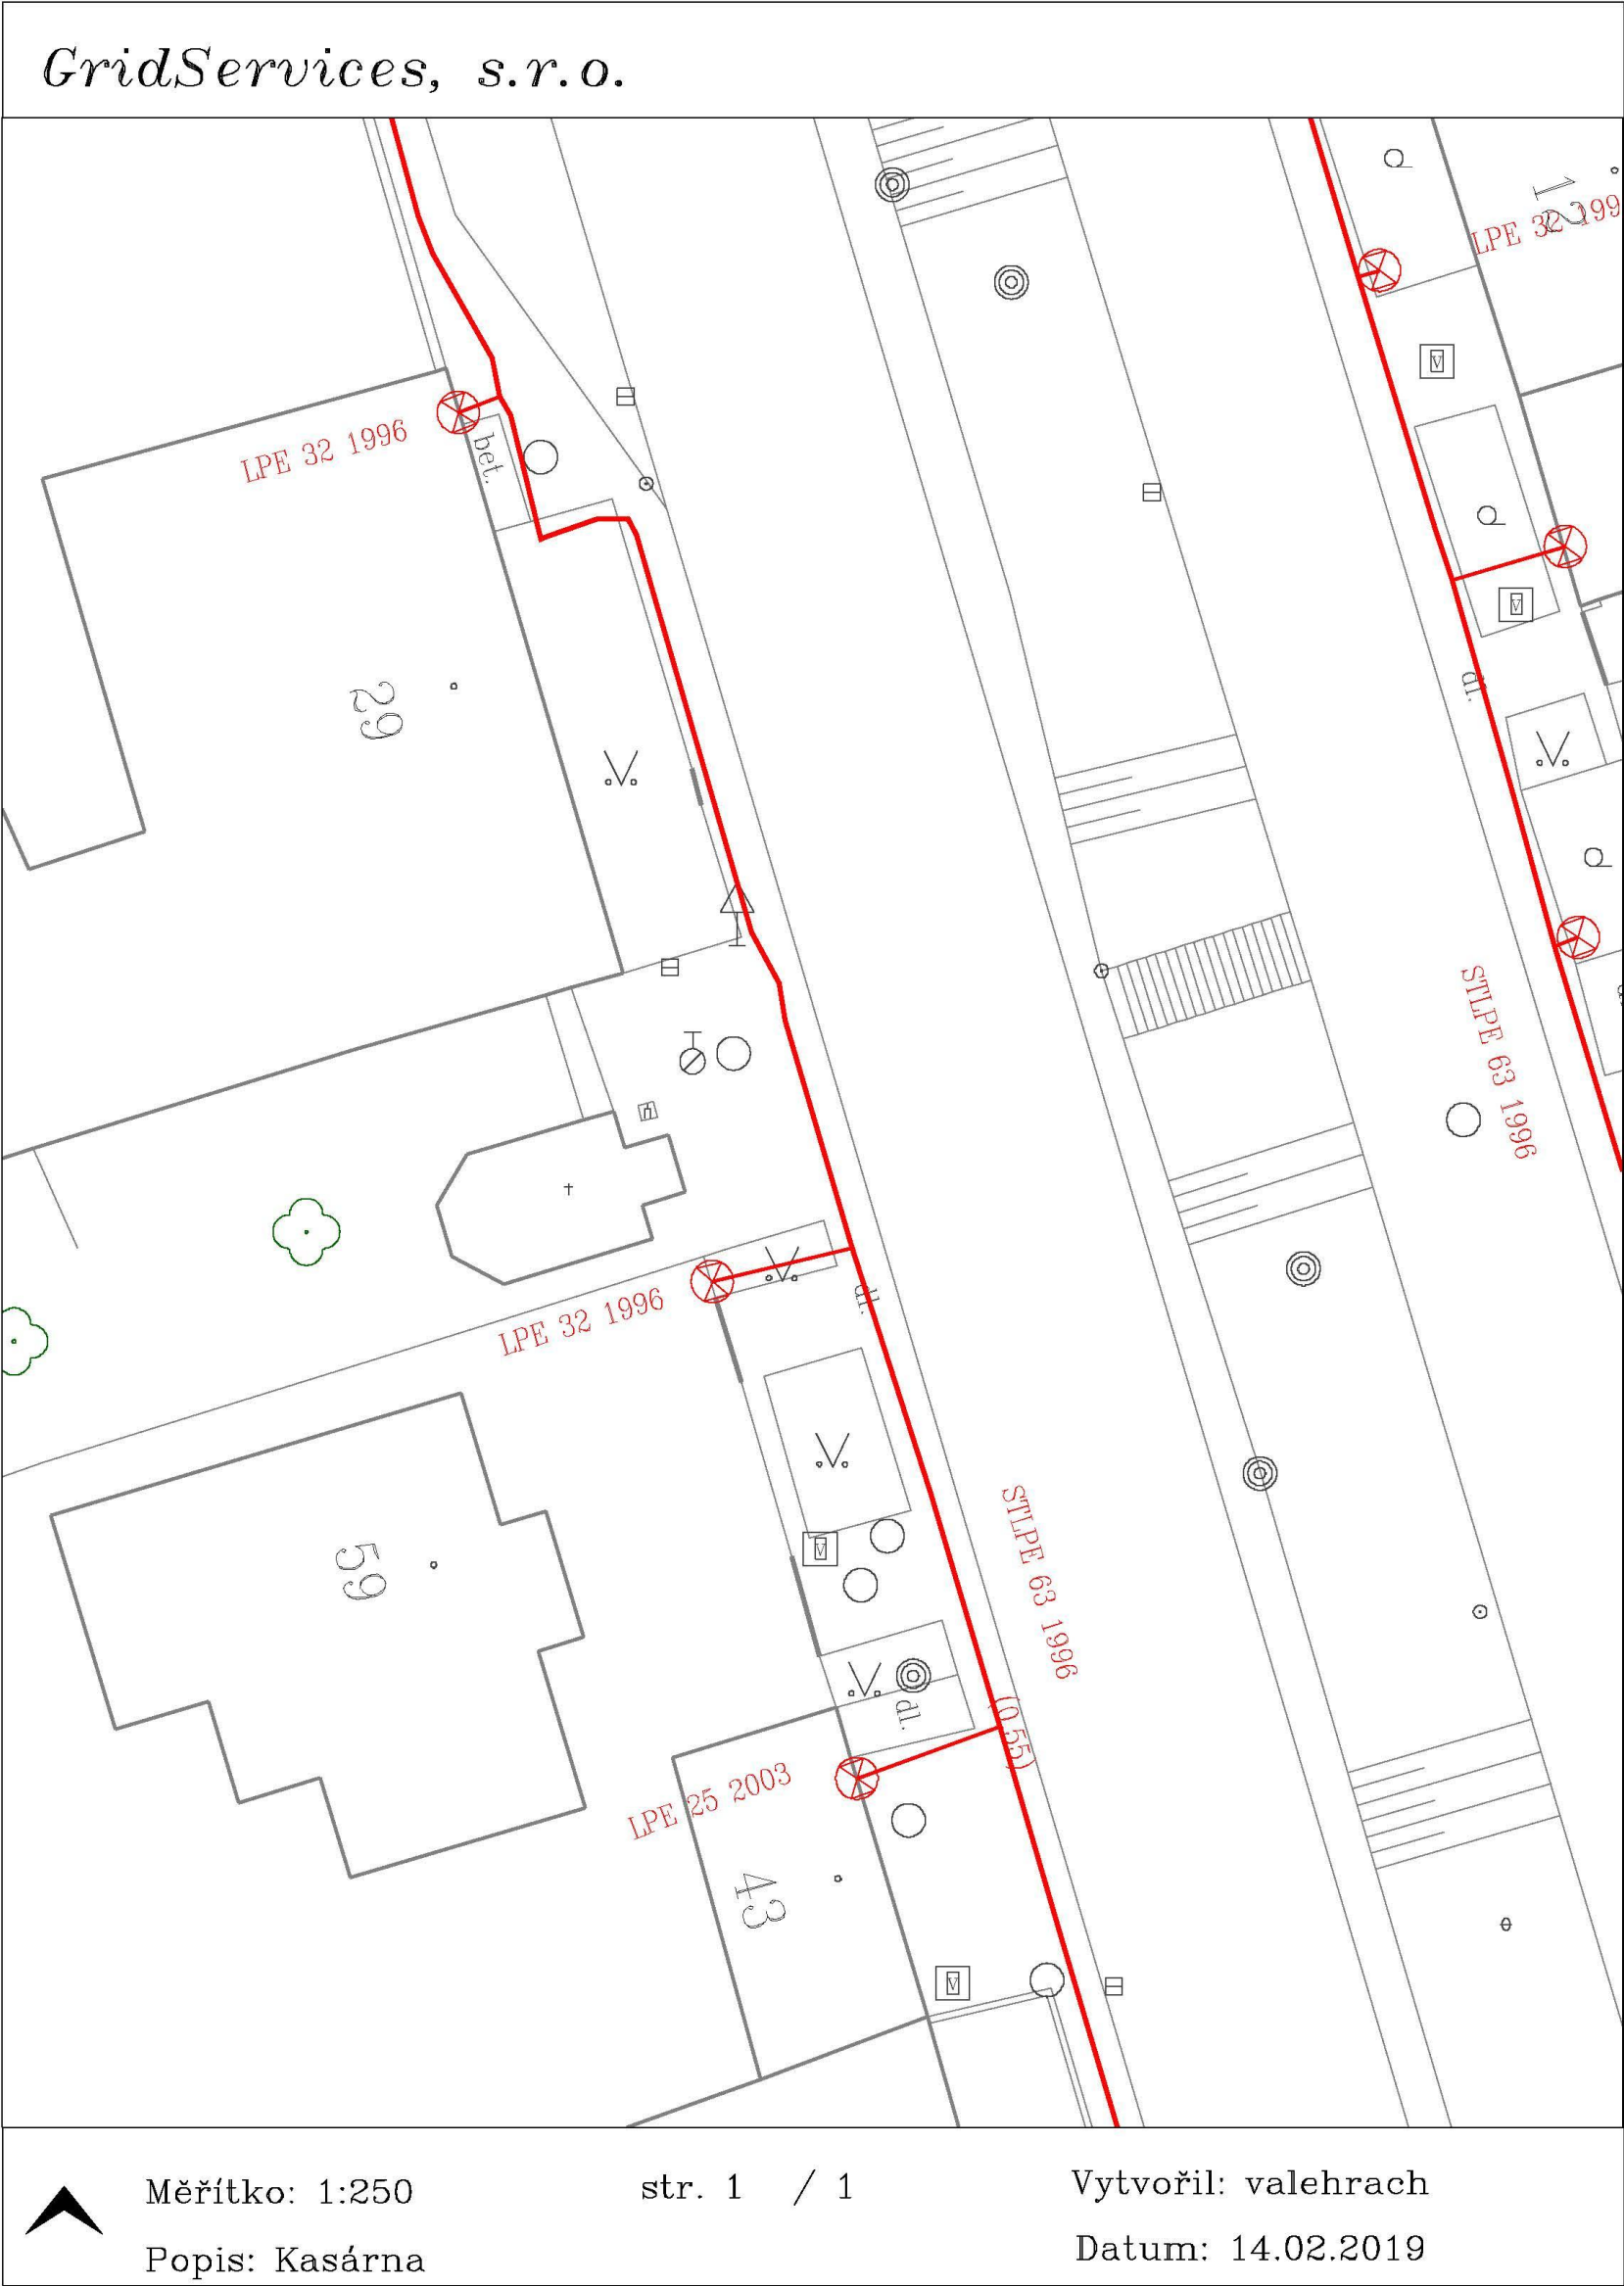 GridServices, s.r.o.
12
LPE 32 199
LPE 32 1996
bet.
29
dl.
STLPE 63 1996
LPE 32 1996
dl.
59
STLPE 63 1996
dl.
(0.55)
LPE 25 2003
43
V
V
V
V
Měřítko: 1:250
str. 1 / 1
Vytvořil: valehrach
Popis: Kasárna
Datum: 14.02.2019